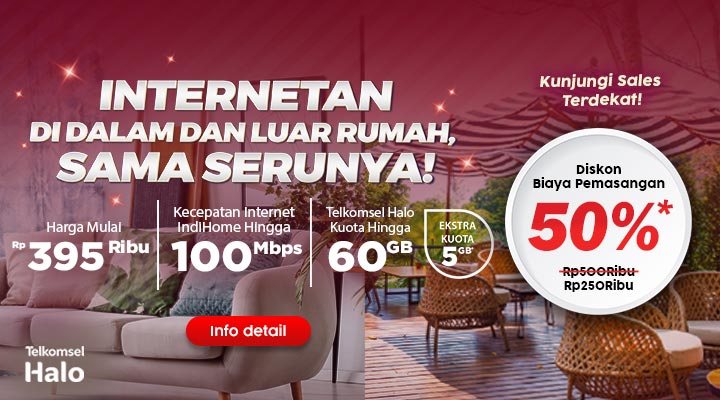 INTERNETAN
DI DALAM DAN LUAR RUMAH,
SAMA SERUNYA!
Harga Mulai
Rp 395 Ribu
Kecepatan Internet
IndiHome Hingga
100 Mbps
Telkomsel Halo
Kuota Hingga
60 GB
EKSTRA
KUOTA
5 GB*
Info detail
Telkomsel
Halo
Kunjungi Sales
Terdekat!
Diskon
Biaya Pemasangan
50%*
Rp500Ribu
Rp250Ribu